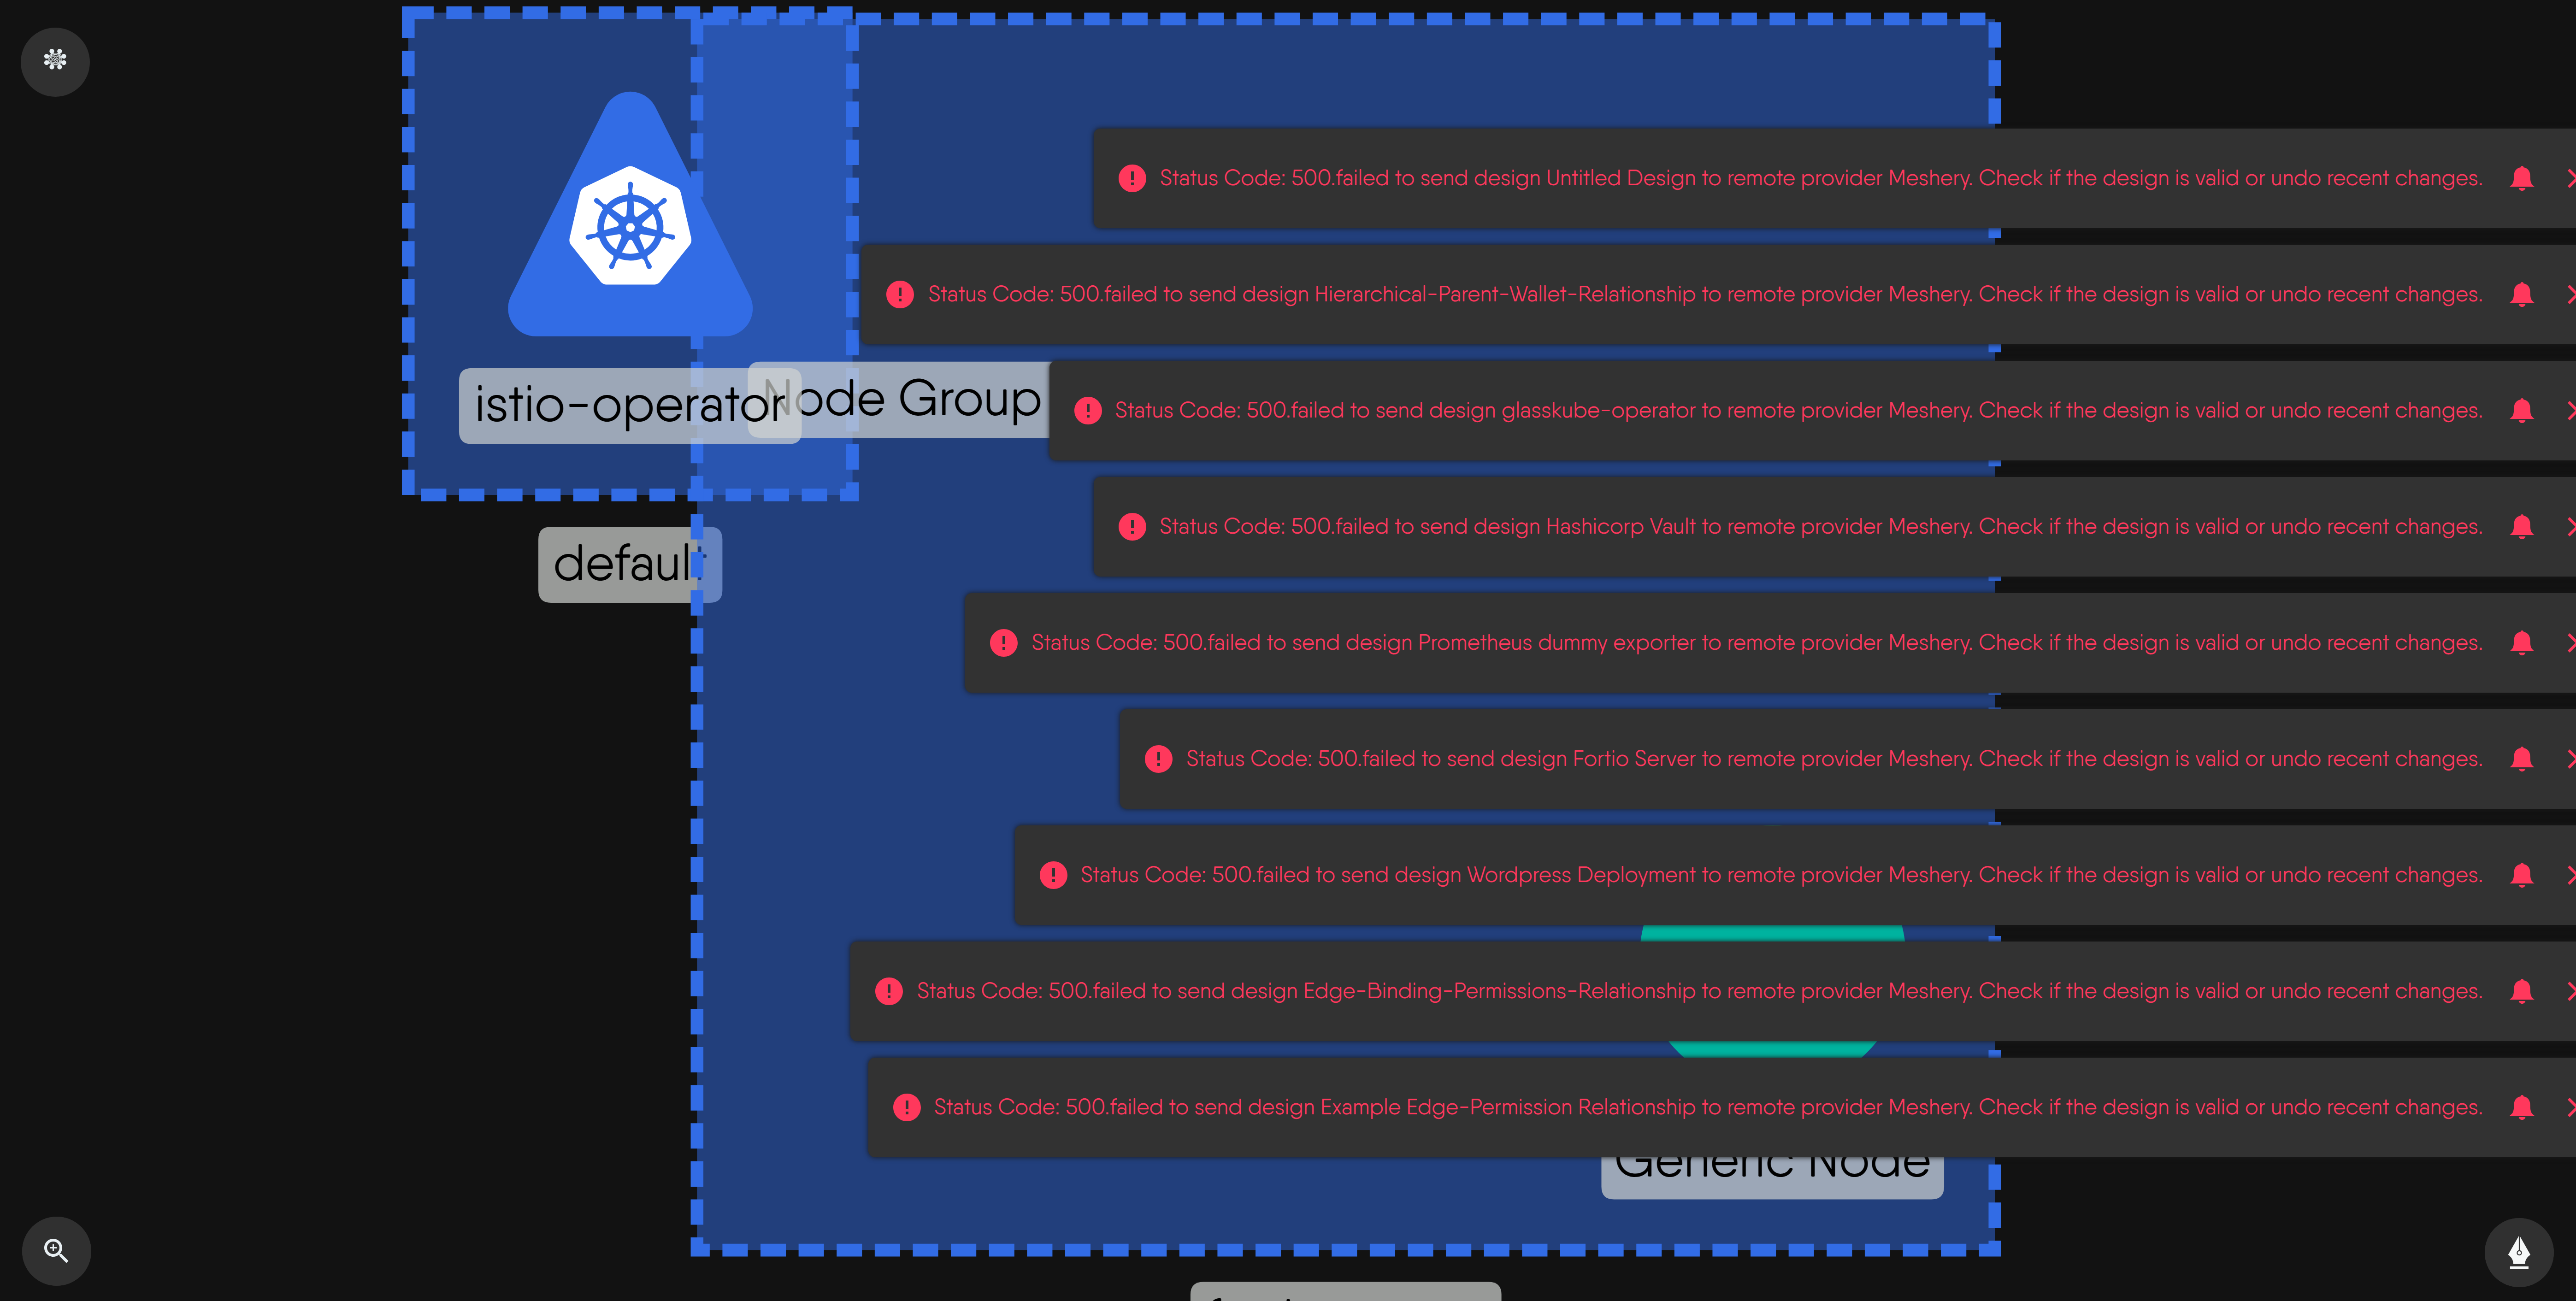 Status Code: 500.failed to send design Untitled Design to remote provider Meshery. Check if the design is valid or undo recent changes.
Status Code: 500.failed to send design Hierarchical-Parent-Wallet-Relationship to remote provider Meshery. Check if the design is valid or undo recent changes.
istio-operator
Node Group
Status Code: 500.failed to send design glasskube-operator to remote provider Meshery. Check if the design is valid or undo recent changes.
Status Code: 500.failed to send design Hashicorp Vault to remote provider Meshery. Check if the design is valid or undo recent changes.
default
Status Code: 500.failed to send design Prometheus dummy exporter to remote provider Meshery. Check if the design is valid or undo recent changes.
Status Code: 500.failed to send design Fortio Server to remote provider Meshery. Check if the design is valid or undo recent changes.
Status Code: 500.failed to send design Wordpress Deployment to remote provider Meshery. Check if the design is valid or undo recent changes.
Status Code: 500.failed to send design Edge-Binding-Permissions-Relationship to remote provider Meshery. Check if the design is valid or undo recent changes.
Status Code: 500.failed to send design Example Edge-Permission Relationship to remote provider Meshery. Check if the design is valid or undo recent changes.
Generic Node